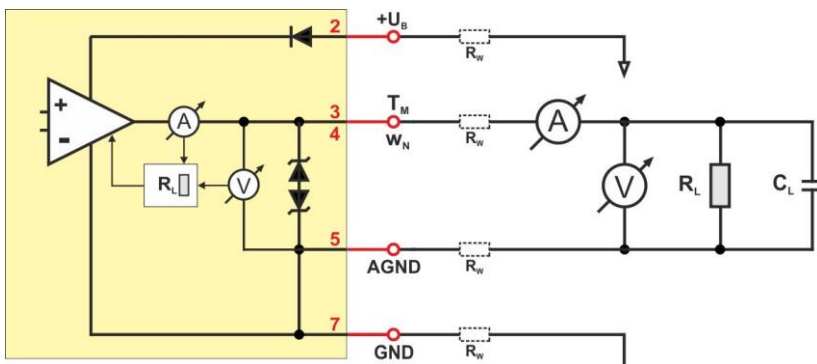 2 +U_B
R_W
+
-
A
3 T_M
4 W_N
R_W
A
R_L
V
V
R_L
C_L
5
AGND
R_W
7
GND
R_W